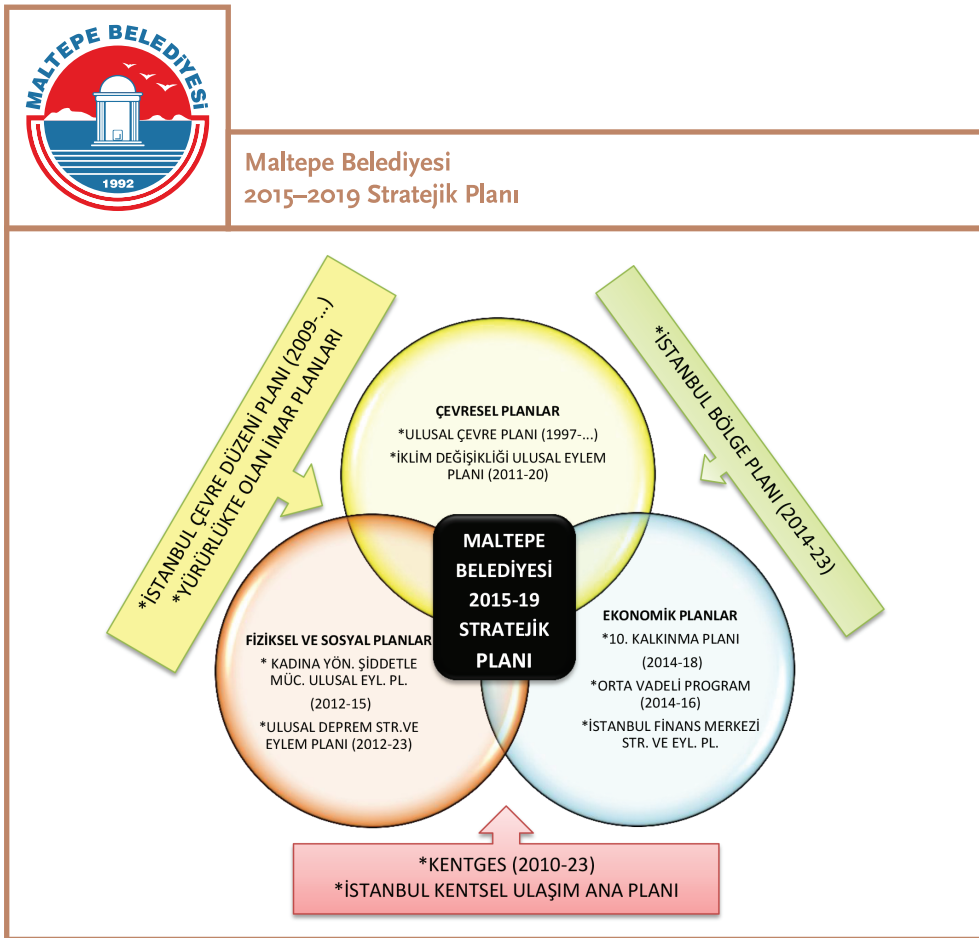 MALTEPE BELEDİYESİ
1992
Maltepe Belediyesi
2015–2019 Stratejik Planı
*İSTANBUL ÇEVRE DÜZENİ PLANI (2009-...)
*YÜRÜRLÜKTE OLAN İMAR PLANLARI
*İSTANBUL BÖLGE PLANI (2014-23)
ÇEVRESEL PLANLAR
*ULUSAL ÇEVRE PLANI (1997-...)
*İKLİM DEĞİŞİKLİĞİ ULUSAL EYLEM
PLANI (2011-20)
MALTEPE
BELEDİYESİ
2015-19
STRATEJİK
PLANI
FİZİKSEL VE SOSYAL PLANLAR
* KADINA YÖN. ŞİDDETLE
MÜC. ULUSAL EYL. PL.
(2012-15)
*ULUSAL DEPREM STR.VE
EYLEM PLANI (2012-23)
EKONOMİK PLANLAR
*10. KALKINMA PLANI
(2014-18)
*ORTA VADELİ PROGRAM
(2014-16)
*İSTANBUL FİNANS MERKEZİ
STR. VE EYL. PL.
*KENTGES (2010-23)
*İSTANBUL KENTSEL ULAŞIM ANA PLANI